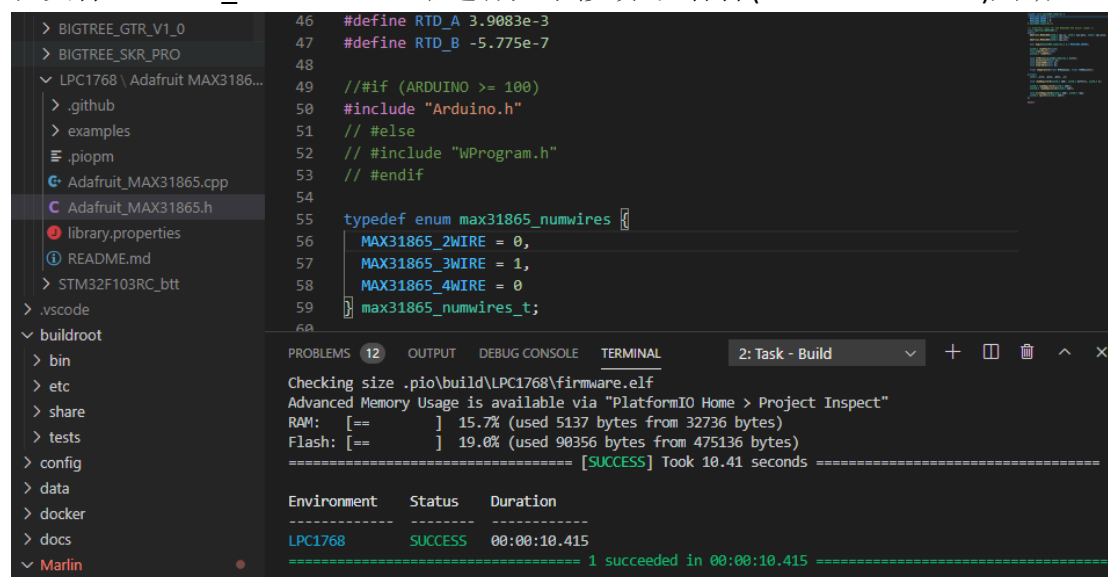 BIGTREE_GTR_V1_0
BIGTREE_SKR_PRO
LPC1768 \ Adafruit MAX3186...
.github
examples
.piopm
Adafruit_MAX31865.cpp
Adafruit_MAX31865.h
library.properties
README.md
STM32F103RC_btt
.vscode
buildroot
bin
etc
share
tests
config
data
docker
docs
Marlin
46 #define RTD_A 3.9083e-3
47 #define RTD_B -5.775e-7
48
49 //#if (ARDUINO >= 100)
50 #include "Arduino.h"
51 // #else
52 // #include "WProgram.h"
53 // #endif
54
55 typedef enum max31865_numwires {
56 MAX31865_2WIRE = 0,
57 MAX31865_3WIRE = 1,
58 MAX31865_4WIRE = 0
59 } max31865_numwires_t;
60
PROBLEMS 12 OUTPUT DEBUG CONSOLE TERMINAL 2: Task - Build
Checking size .pio\build\LPC1768\firmware.elf
Advanced Memory Usage is available via "PlatformIO Home > Project Inspect"
RAM: [== ] 15.7% (used 5137 bytes from 32736 bytes)
Flash: [== ] 19.0% (used 90356 bytes from 475136 bytes)
=================================== [SUCCESS] Took 10.41 seconds ===================================
Environment Status Duration
------------- -------- ------------
LPC1768 SUCCESS 00:00:10.415
==================================== 1 succeeded in 00:00:10.415 ====================================